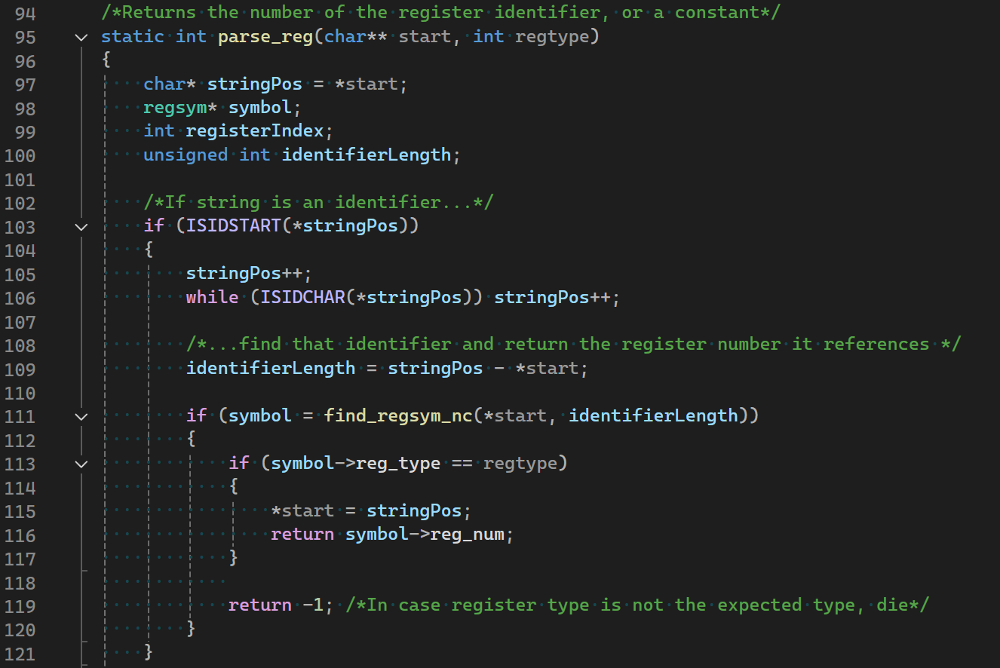 94 /*Returns the number of the register identifier, or a constant*/
95 static int parse_reg(char** start, int regtype)
96 {
97     char* stringPos = *start;
98     regsym* symbol;
99     int registerIndex;
100     unsigned int identifierLength;
101
102     /*If string is an identifier...*/
103     if (ISIDSTART(*stringPos))
104     {
105         stringPos++;
106         while (ISIDCHAR(*stringPos)) stringPos++;
107
108         /*...find that identifier and return the register number it references */
109         identifierLength = stringPos - *start;
110
111         if (symbol = find_regsym_nc(*start, identifierLength))
112         {
113             if (symbol->reg_type == regtype)
114             {
115                 *start = stringPos;
116                 return symbol->reg_num;
117             }
118
119             return -1; /*In case register type is not the expected type, die*/
120         }
121     }